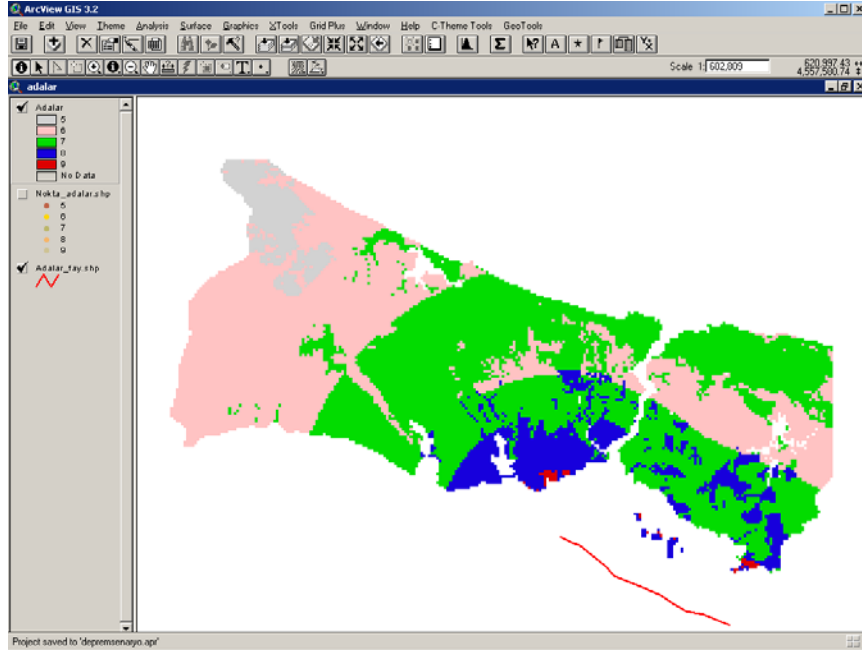 ArcView GIS 3.2
File Edit View Theme Analysis Surface Graphics XTools Grid Plus Window Help C-Theme Tools GeoTools
Scale 1: 602,809
620,997.43
4,557,580.74
adalar
Adalar
5
6
7
8
9
No Data
Nokta_adalar.shp
5
6
7
8
9
Adalar_fay.shp
Project saved to 'depremsenaryo.apr'